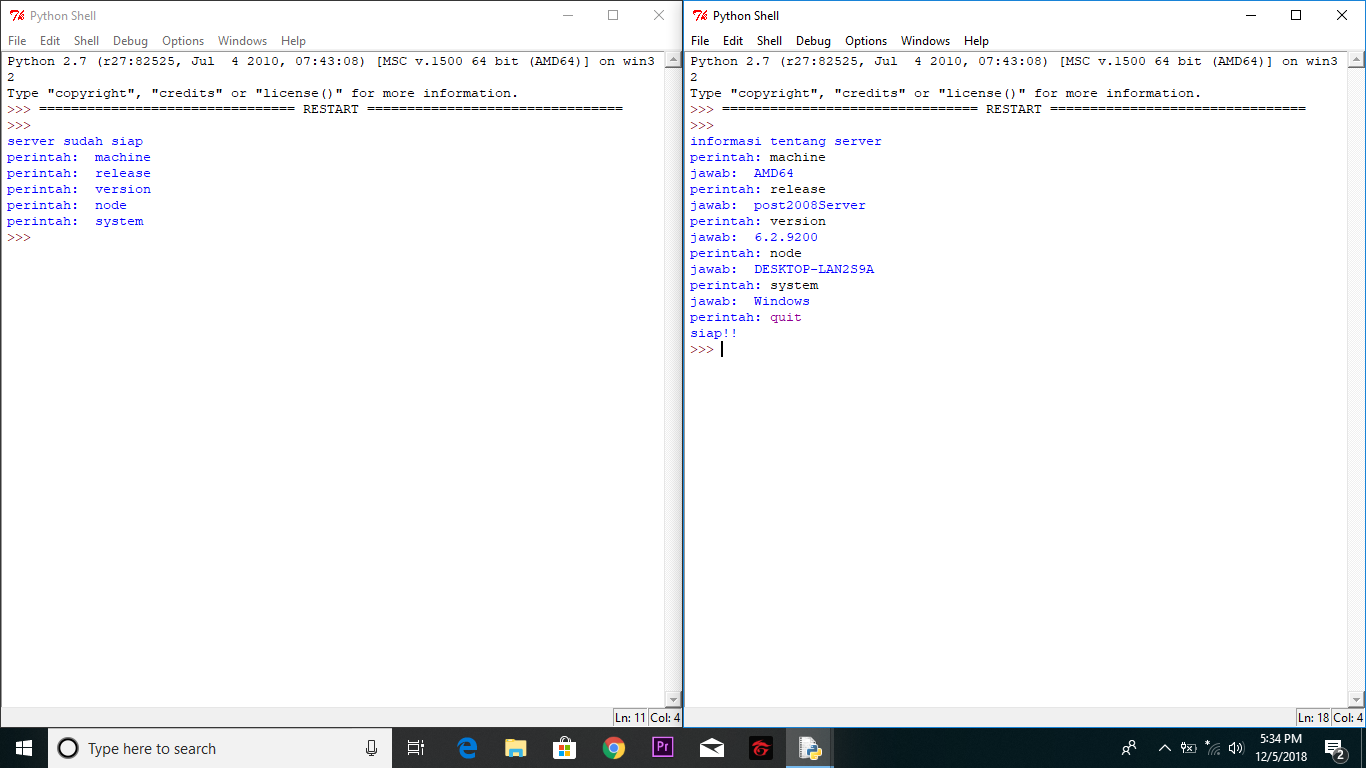 Python Shell
File Edit Shell Debug Options Windows Help
Python 2.7 (r27:82525, Jul  4 2010, 07:43:08) [MSC v.1500 64 bit (AMD64)] on win3
2
Type "copyright", "credits" or "license()" for more information.
>>> ================================ RESTART ================================
>>>
server sudah siap
perintah:  machine
perintah:  release
perintah:  version
perintah:  node
perintah:  system
>>>
Ln: 11 Col: 4
Python Shell
File Edit Shell Debug Options Windows Help
Python 2.7 (r27:82525, Jul  4 2010, 07:43:08) [MSC v.1500 64 bit (AMD64)] on win3
2
Type "copyright", "credits" or "license()" for more information.
>>> ================================ RESTART ================================
>>>
informasi tentang server
perintah: machine
jawab:  AMD64
perintah: release
jawab:  post2008Server
perintah: version
jawab:  6.2.9200
perintah: node
jawab:  DESKTOP-LAN2S9A
perintah: system
jawab:  Windows
perintah: quit
siap!!
>>>
Ln: 18 Col: 4
Type here to search
Pr
5:34 PM
12/5/2018
2